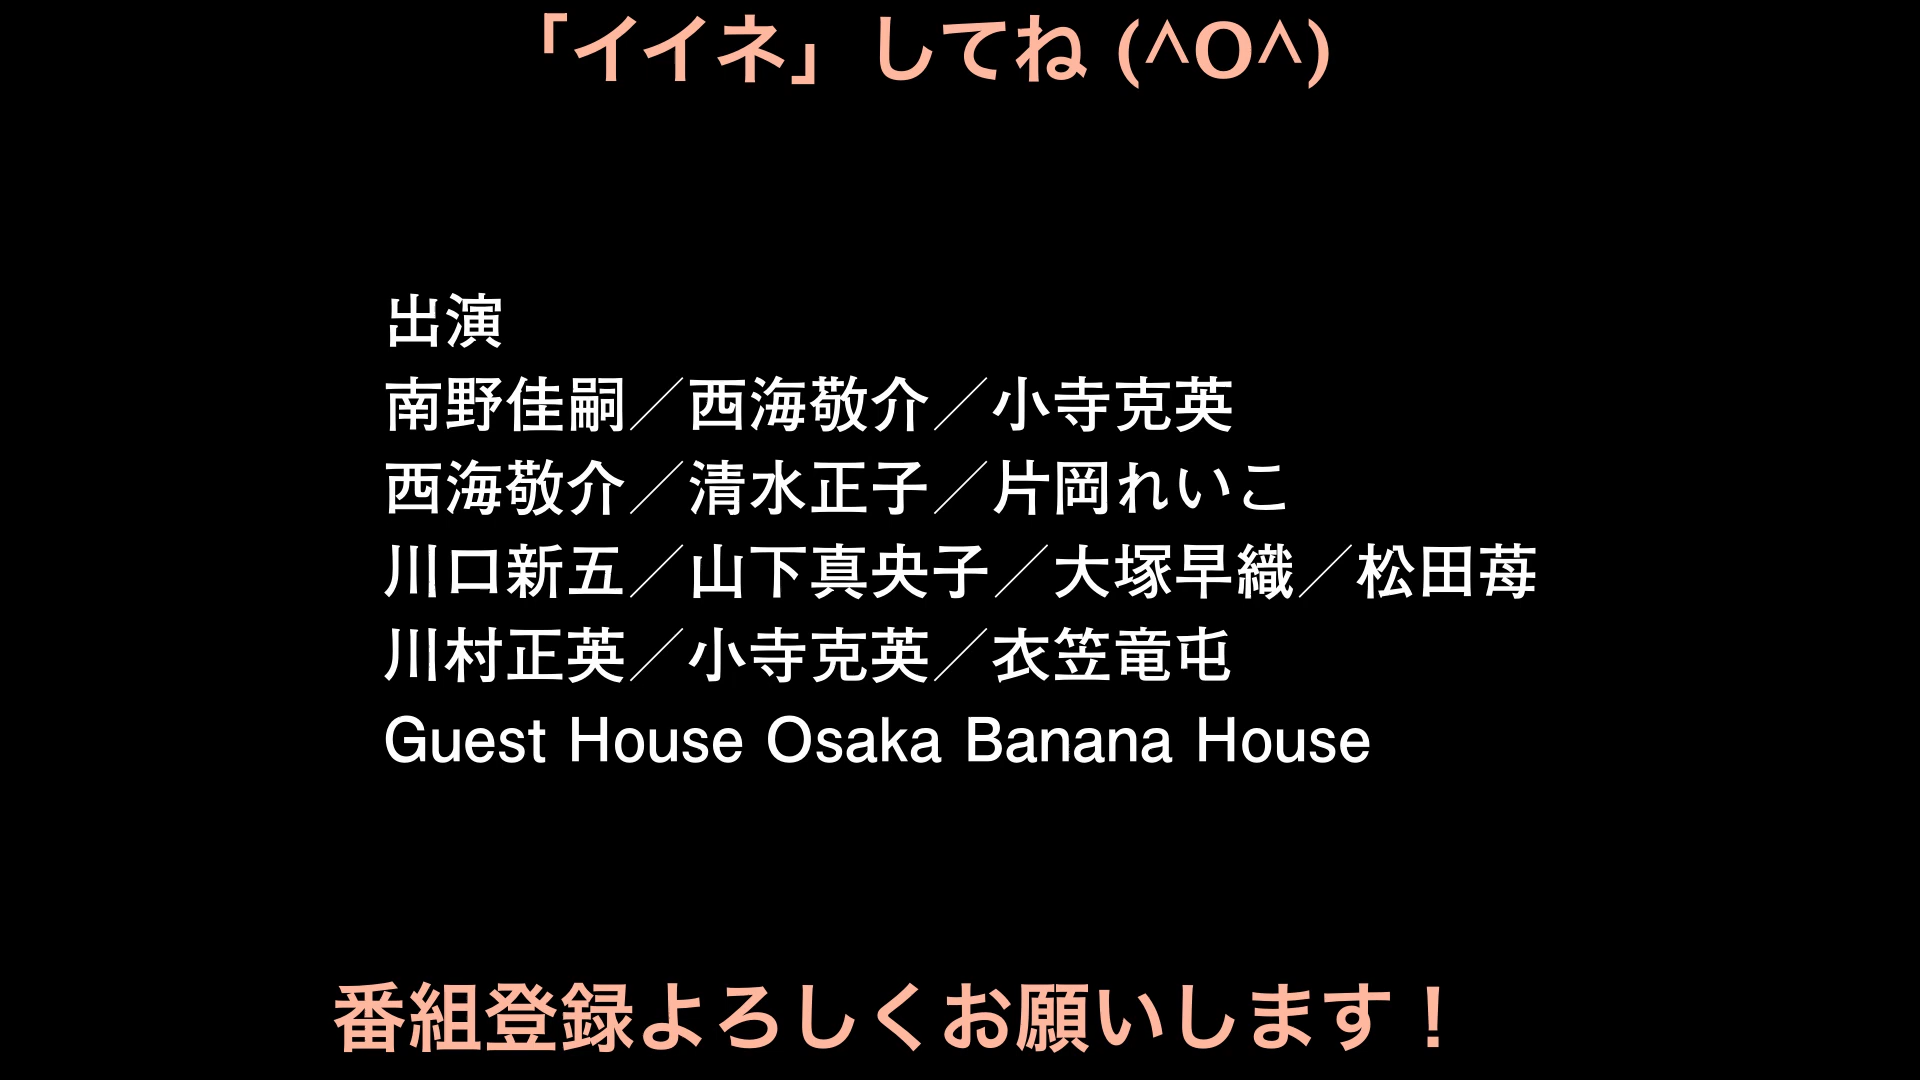 「イイネ」してね (^O^)
出演
南野佳嗣／西海敬介／小寺克英
西海敬介／清水正子／片岡れいこ
川口新五／山下真央子／大塚早織／松田苺
川村正英／小寺克英／衣笠竜屯
Guest House Osaka Banana House
番組登録よろしくお願いします！